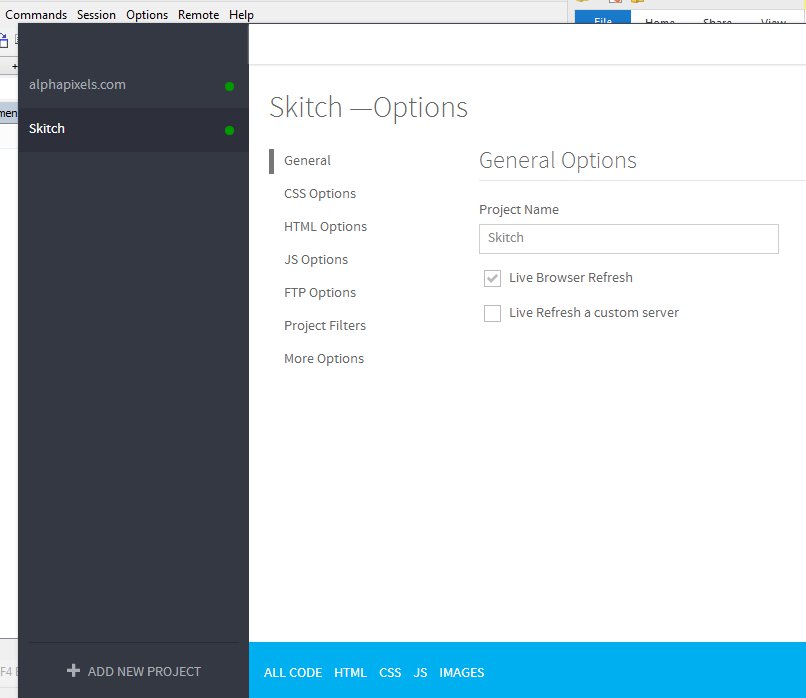 Commands Session Options Remote Help
File Home Share View
alphapixels.com
Skitch
Skitch —Options
General
CSS Options
HTML Options
JS Options
FTP Options
Project Filters
More Options
General Options
Project Name
Skitch
Live Browser Refresh
Live Refresh a custom server
+ ADD NEW PROJECT
ALL CODE HTML CSS JS IMAGES